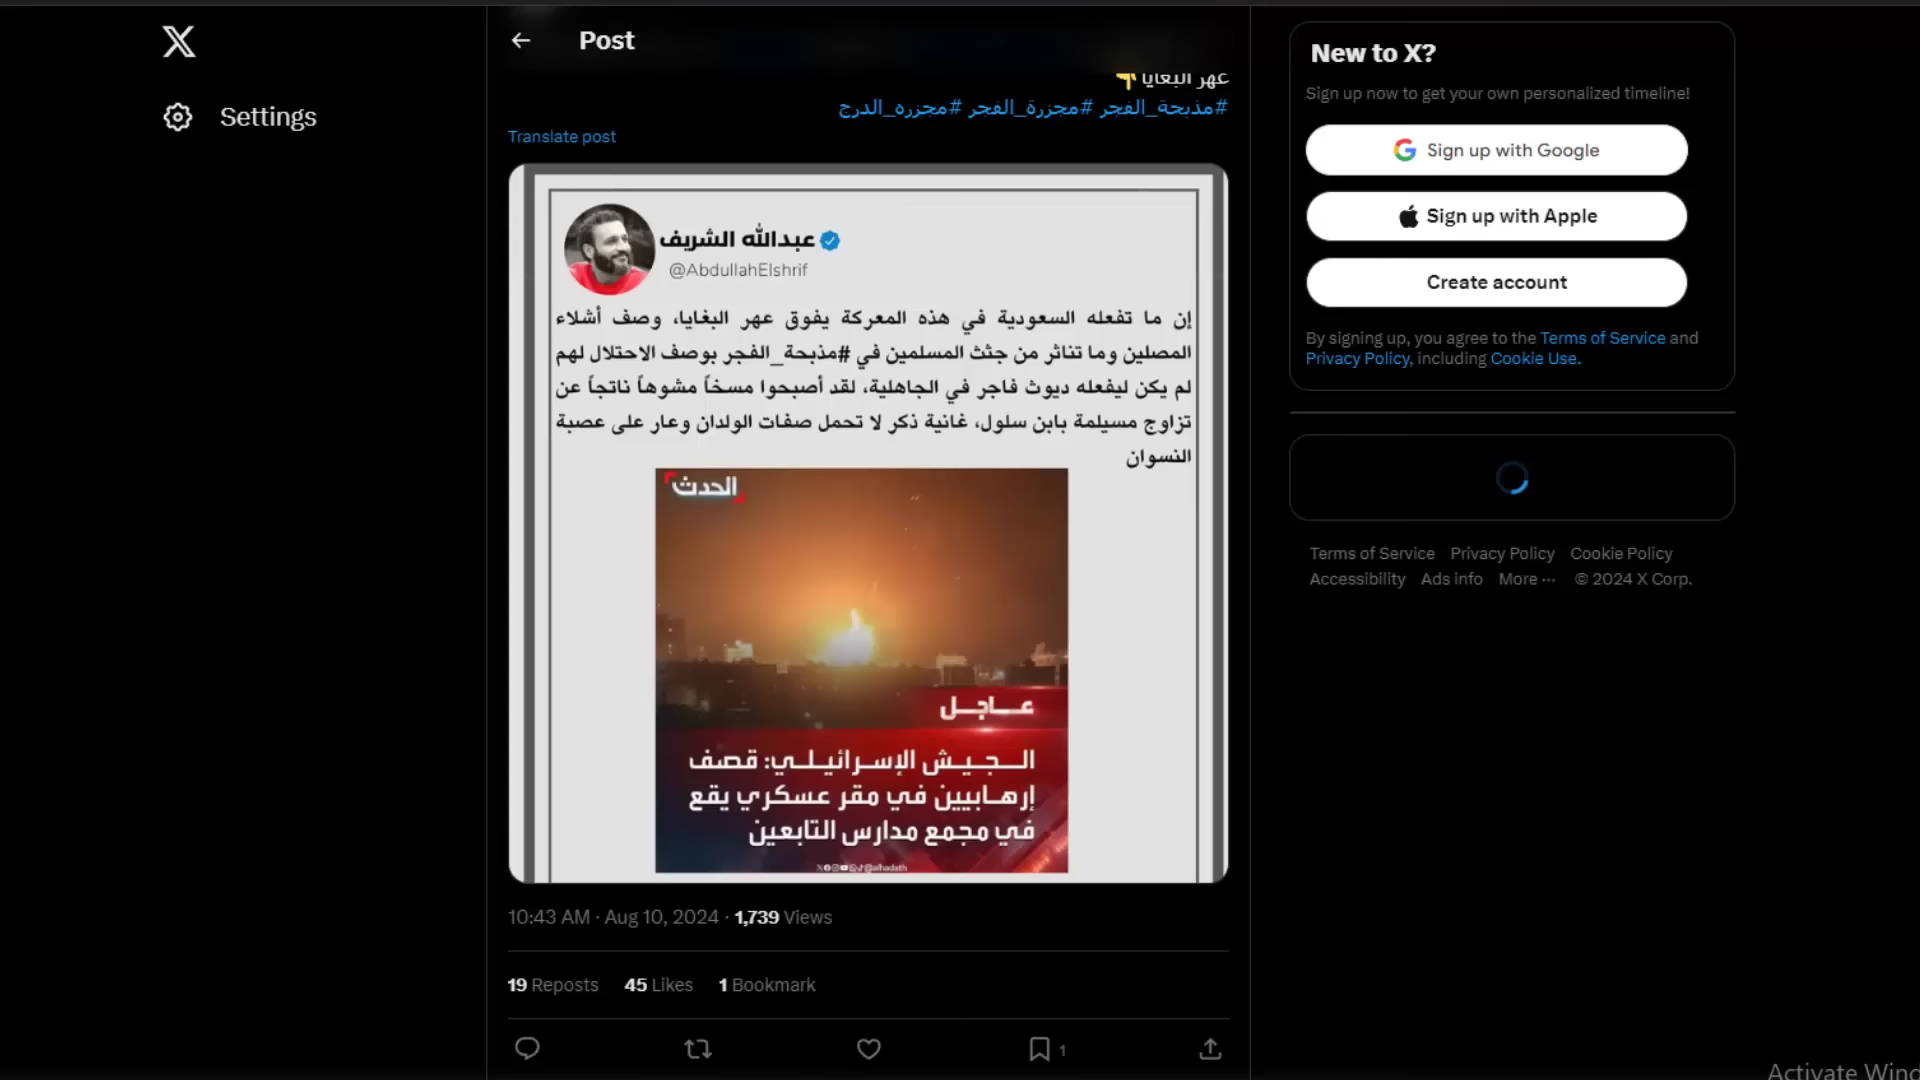 Post
عهر البغايا
#مذبحة_الفجر #مجزرة_الفجر #مجزره_الدرج
Translate post
Settings
عبدالله الشريف
@AbdullahElshrif
إن ما تفعله السعودية في هذه المعركة يفوق عهر البغايا، وصف أشلاء
المصلين وما تناثر من جثث المسلمين في #مذبحة_الفجر بوصف الاحتلال لهم
لم يكن ليفعله ديوث فاجر في الجاهلية، لقد أصبحوا مسخاً مشوهاً ناتجاً عن
تزاوج مسيلمة بابن سلول، غانية ذكر لا تحمل صفات الولدان وعار على عصبة
النسوان
الحدث
عاجل
الجيش الإسرائيلي: قصف
إرهابيين في مقر عسكري يقع
في مجمع مدارس التابعين
@alhadath
10:43 AM · Aug 10, 2024 · 1,739 Views
19 Reposts 45 Likes 1 Bookmark
1
New to X?
Sign up now to get your own personalized timeline!
Sign up with Google
Sign up with Apple
Create account
By signing up, you agree to the Terms of Service and
Privacy Policy, including Cookie Use.
Terms of Service Privacy Policy Cookie Policy
Accessibility Ads info More ··· © 2024 X Corp.
Activate Wind